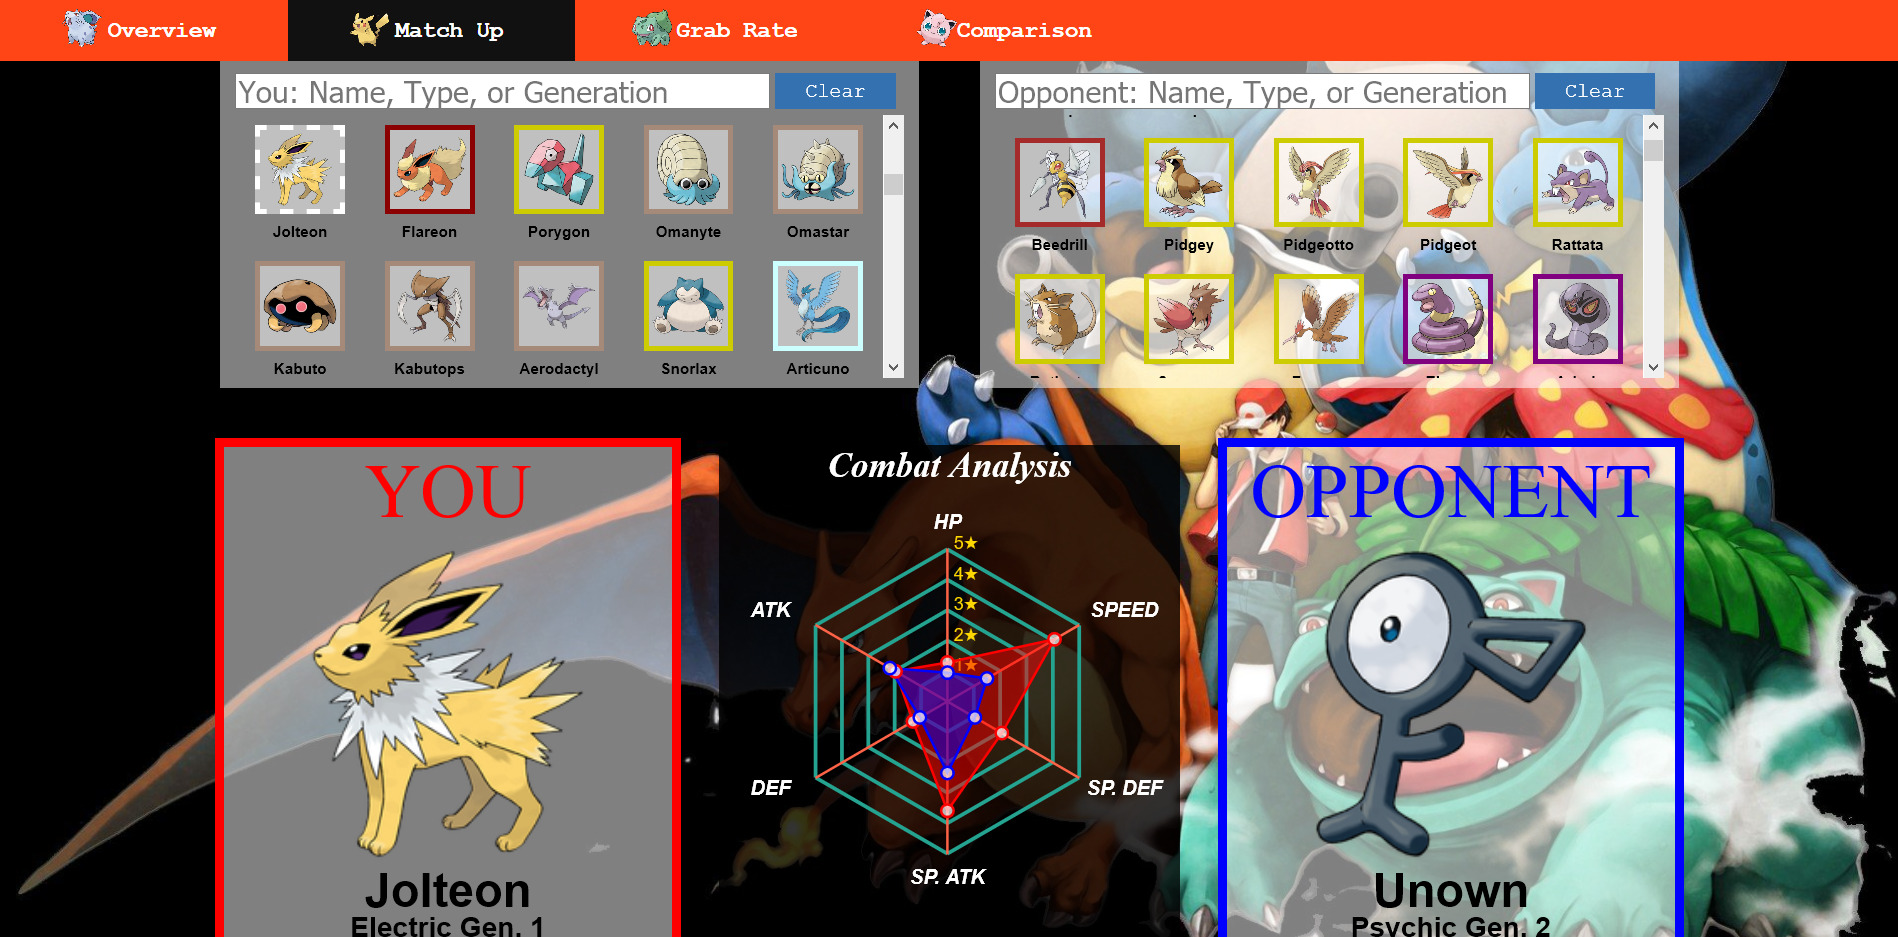 Overview
Match Up
Grab Rate
Comparison
You: Name, Type, or Generation
Clear
Jolteon
Flareon
Porygon
Omanyte
Omastar
Kabuto
Kabutops
Aerodactyl
Snorlax
Articuno
Opponent: Name, Type, or Generation
Clear
Beedrill
Pidgey
Pidgeotto
Pidgeot
Rattata
YOU
Jolteon
Electric Gen. 1
Combat Analysis
HP
5★
4★
3★
2★
1★
ATK
SPEED
DEF
SP. DEF
SP. ATK
OPPONENT
Unown
Psychic Gen. 2